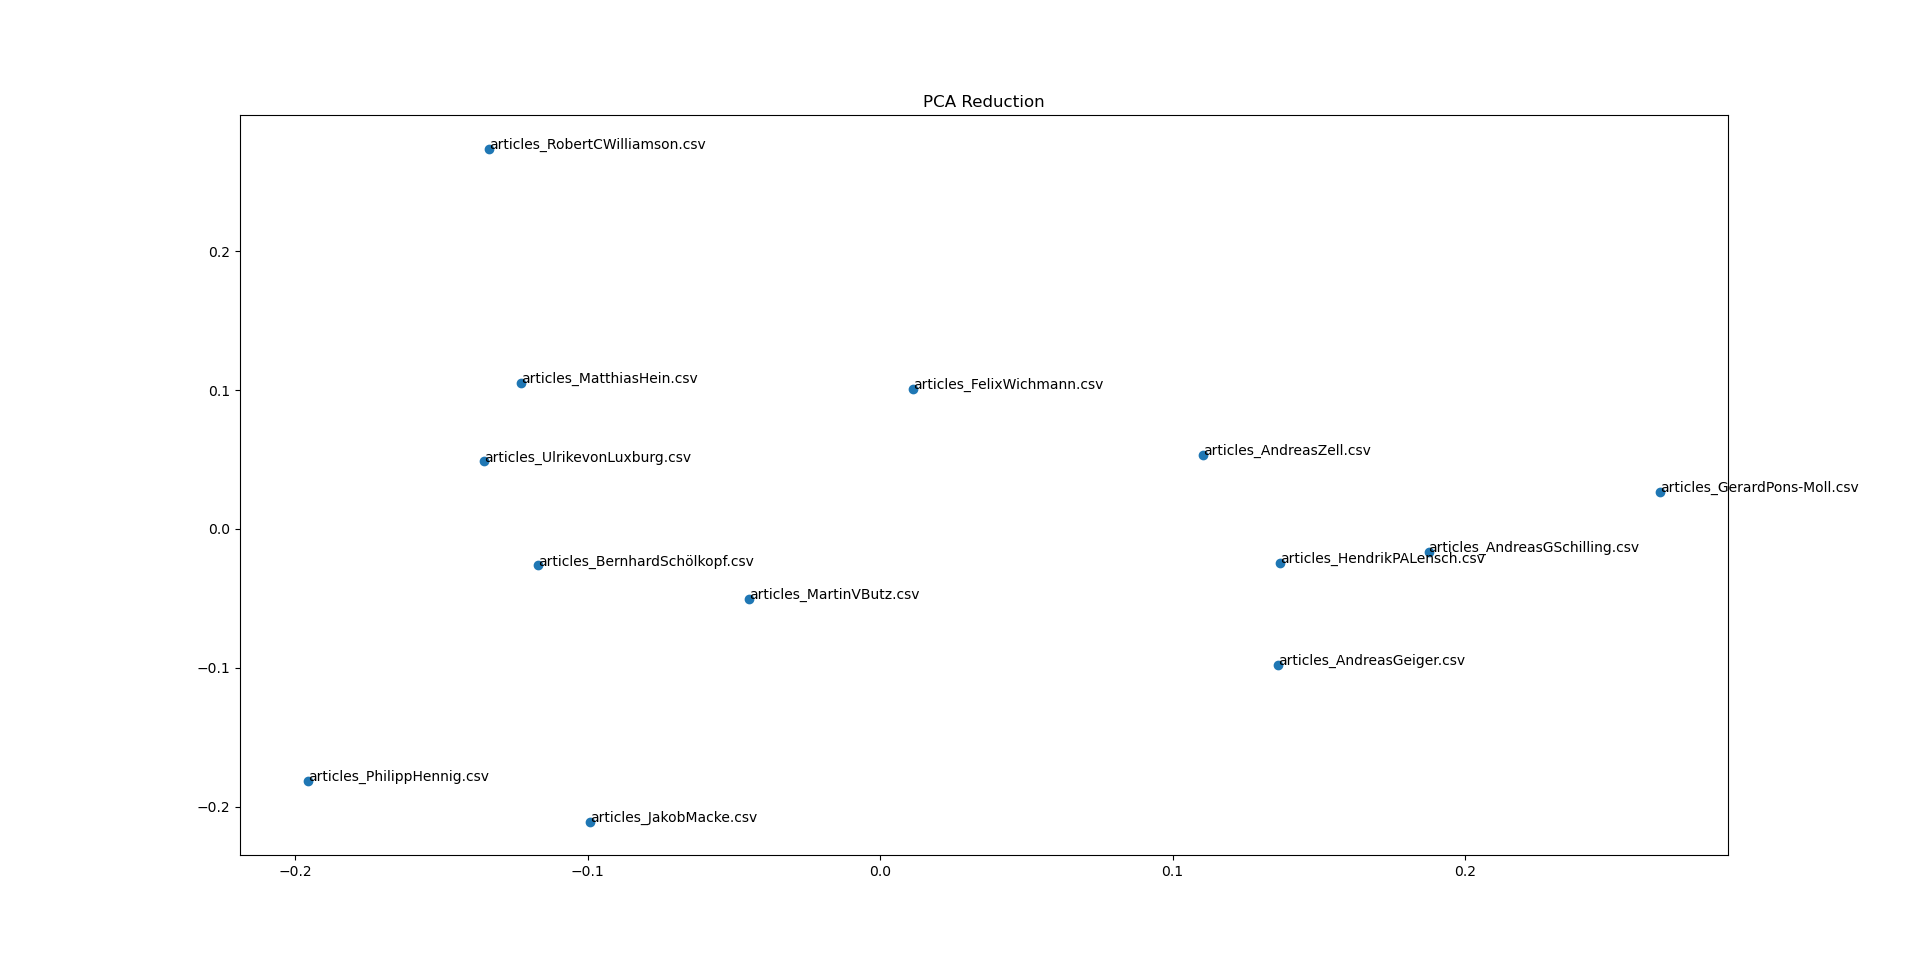 PCA Reduction
articles_RobertCWilliamson.csv
0.2
articles_MatthiasHein.csv
articles_FelixWichmann.csv
0.1
articles_AndreasZell.csv
articles_UlrikevonLuxburg.csv
articles_GerardPons-Moll.csv
0.0
articles_AndreasGSchilling.csv
articles_HendrikPALensch.csv
articles_BernhardSchölkopf.csv
articles_MartinVButz.csv
articles_AndreasGeiger.csv
−0.1
articles_PhilippHennig.csv
−0.2
articles_JakobMacke.csv
−0.2 −0.1 0.0 0.1 0.2